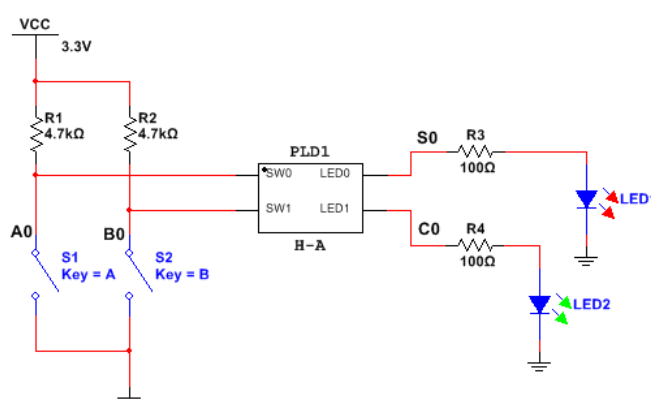 VCC
3.3V
R1
4.7kΩ
R2
4.7kΩ
PLD1
SW0 LED0
SW1 LED1
H-A
S0
R3
100Ω
C0
R4
100Ω
A0
B0
S1
Key = A
S2
Key = B
LED2